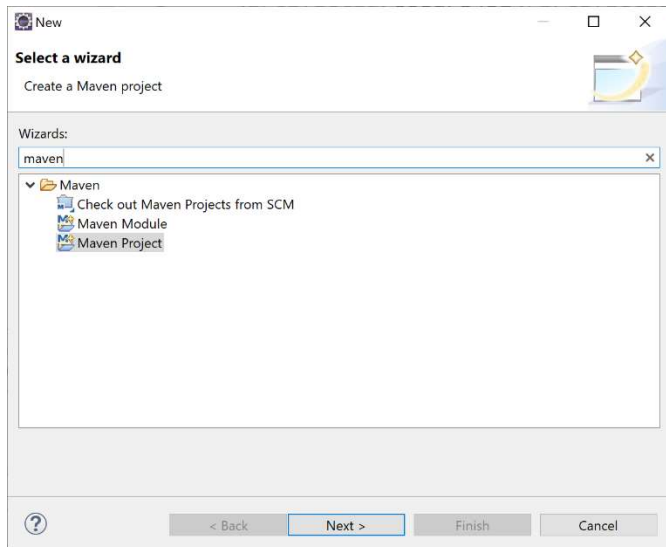 New
Select a wizard
Create a Maven project
Wizards:
maven
Maven
Check out Maven Projects from SCM
Maven Module
Maven Project
< Back Next > Finish Cancel